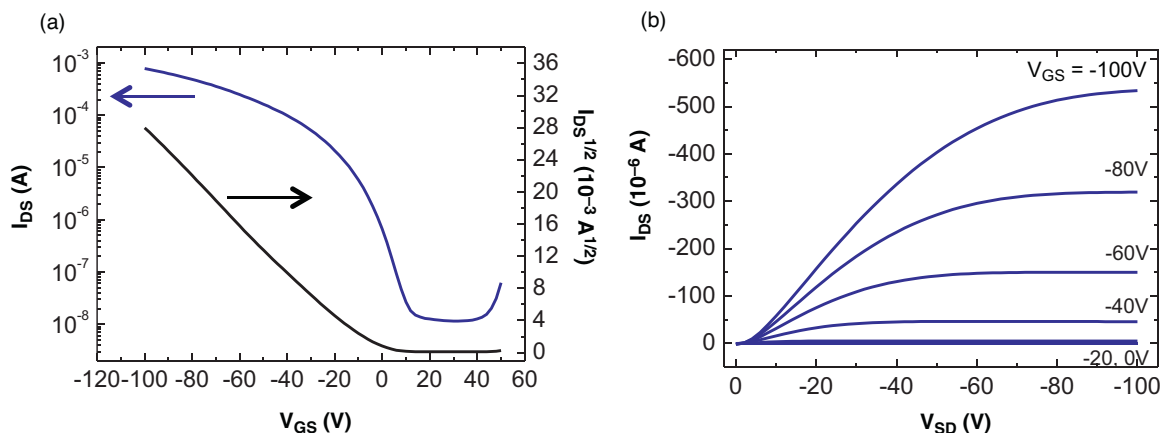 (a)
10⁻³
10⁻⁴
10⁻⁵
10⁻⁶
10⁻⁷
10⁻⁸
I_DS (A)
36
32
28
24
20
16
12
8
4
0
I_DS^1/2 (10⁻³ A^1/2)
-120 -100 -80 -60 -40 -20 0 20 40 60
V_GS (V)
(b)
-600
-500
-400
-300
-200
-100
0
I_DS (10⁻⁶ A)
V_GS = -100V
-80V
-60V
-40V
-20, 0V
0 -20 -40 -60 -80 -100
V_SD (V)